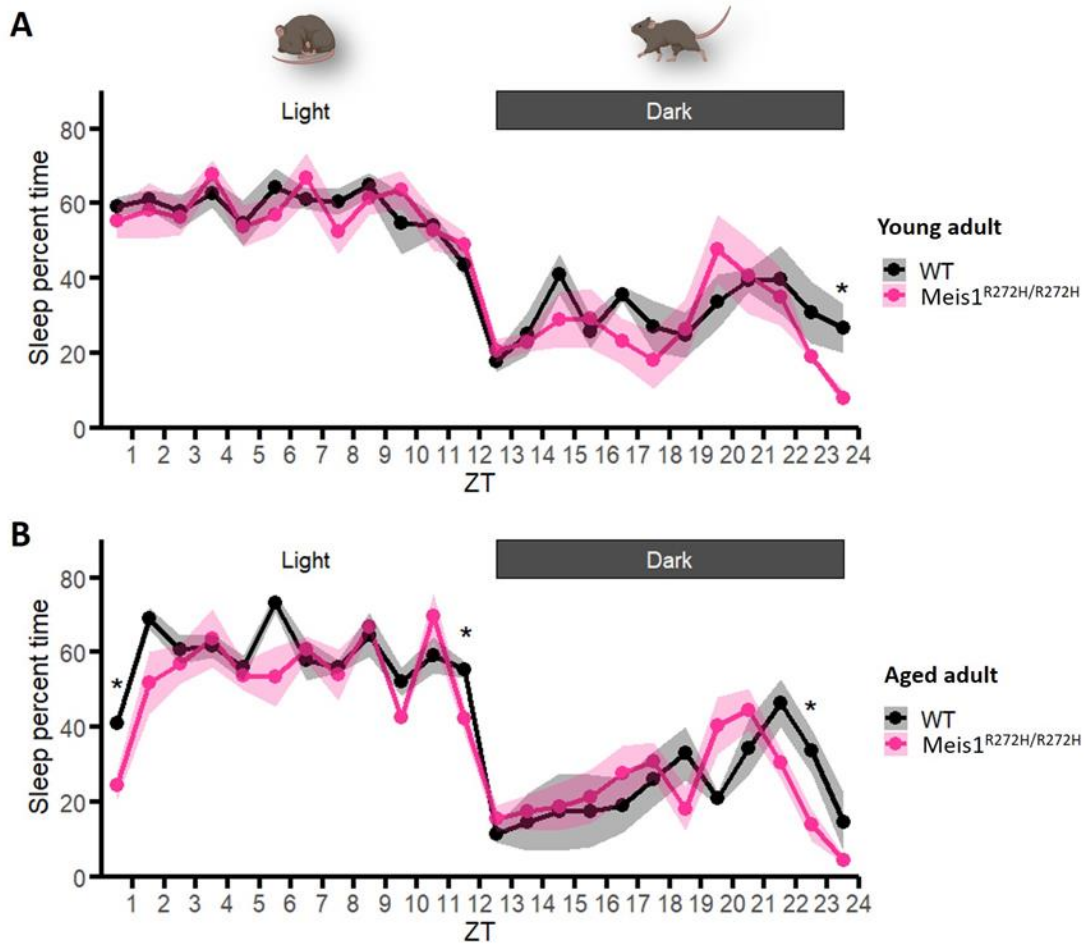 A
Light
Dark
80
60
40
20
0
Sleep percent time
*
1 2 3 4 5 6 7 8 9 10 11 12 13 14 15 16 17 18 19 20 21 22 23 24
ZT
Young adult
WT
Meis1R272H/R272H
B
Light
Dark
80
60
40
20
0
Sleep percent time
*
*
*
1 2 3 4 5 6 7 8 9 10 11 12 13 14 15 16 17 18 19 20 21 22 23 24
ZT
Aged adult
WT
Meis1R272H/R272H